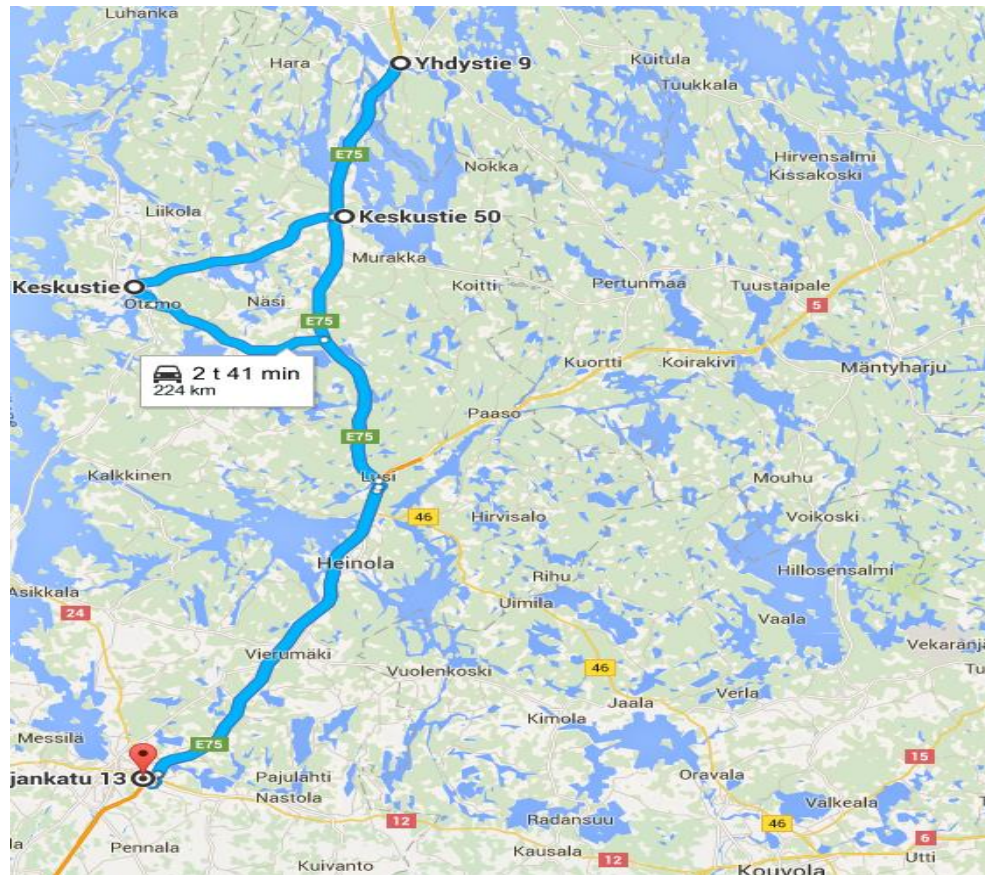 Luhanka
Hara
Yhdystie 9
Kuitula
Tuukkala
E75
Nokka
Hirvensalmi
Kissakoski
Liikola
Keskustie 50
Murakka
Keskustie
Koitti
Pertunmaa
Tuustaipale
Näsi
E75
5
2 t 41 min
224 km
Kuortti
Koirakivi
Mäntyharju
Paaso
E75
Kalkkinen
Lusi
Mouhu
46
Hirvisalo
Voikoski
Heinola
Hillosensalmi
Asikkala
Rihu
24
Uimila
Vaala
Vekaränj
Vierumäki
Vuolenkoski
46
Tu
Verla
Jaala
Messilä
E75
Kimola
15
jankatu 13
Pajulahti
Oravala
Nastola
Valkeala
12
Radansuu
46
6
Pennala
Kausala
Utti
Kuivanto
12
Kouvola